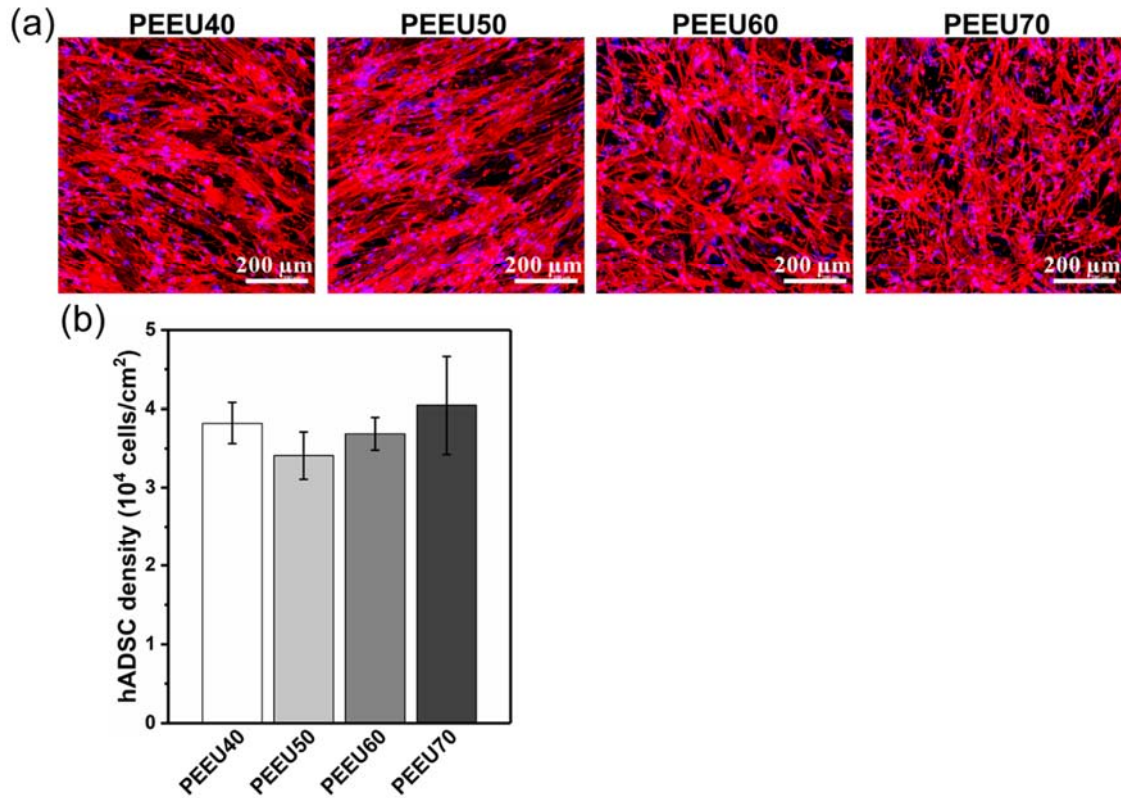 (a)
PEEU40 PEEU50 PEEU60 PEEU70
200 µm 200 µm 200 µm 200 µm
(b)
hADSC density (10⁴ cells/cm²)
5
4
3
2
1
0
PEEU40 PEEU50 PEEU60 PEEU70